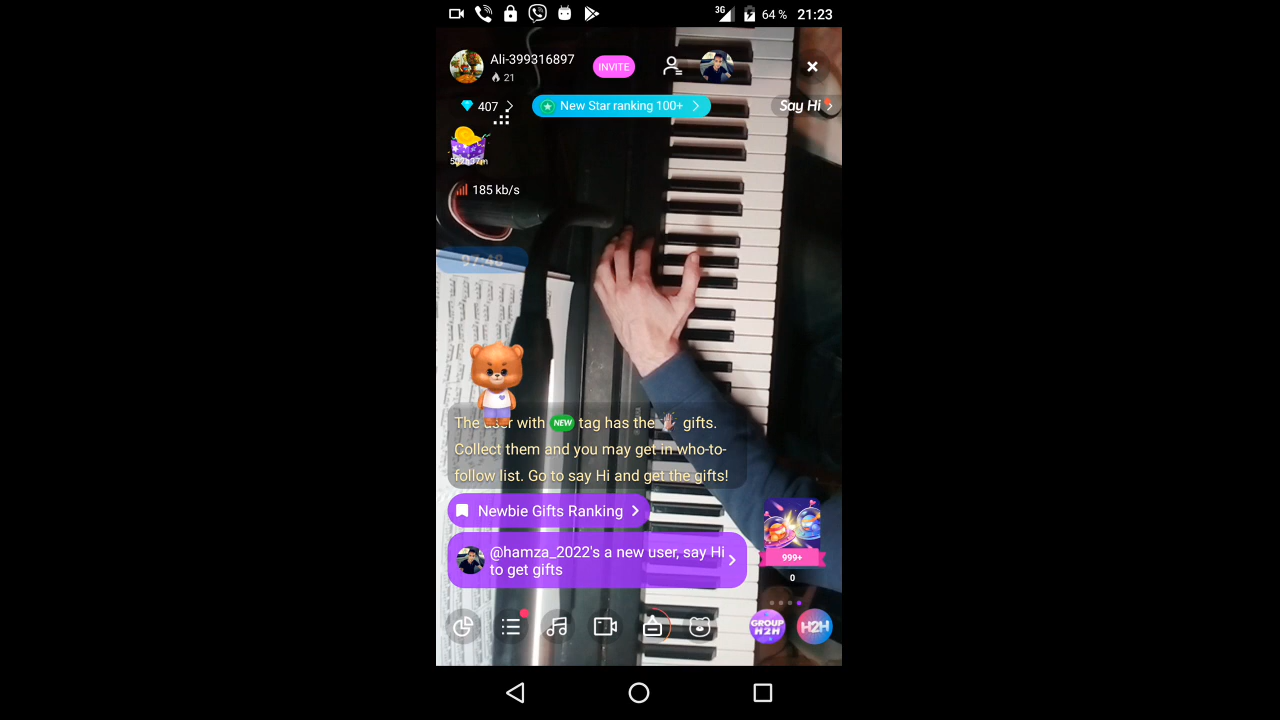 3G 64 % 21:23
Ali-399316897
21
INVITE
407
New Star ranking 100+
Say Hi
185 kb/s
97:48
The user with NEW tag has the gifts.
Collect them and you may get in who-to-
follow list. Go to say Hi and get the gifts!
Newbie Gifts Ranking
@hamza_2022's a new user, say Hi
to get gifts
999+
0
GROUP
H2H
H2H